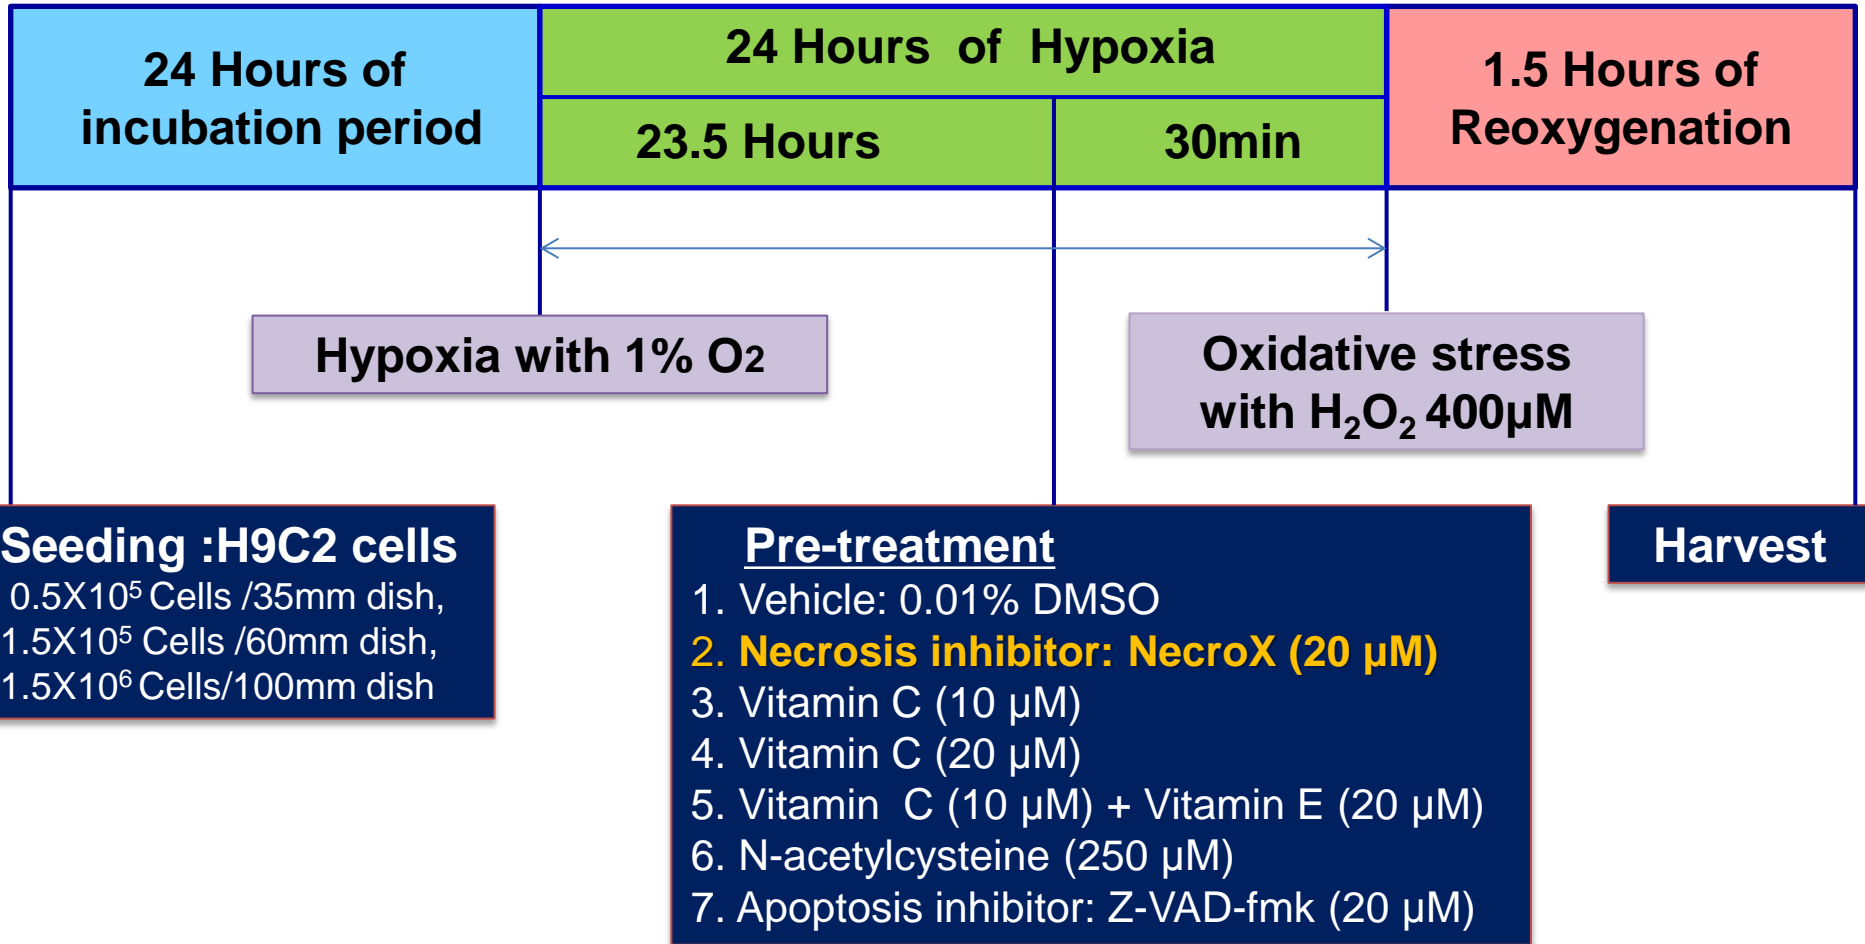 24 Hours of
incubation period
24 Hours of Hypoxia
23.5 Hours
30min
1.5 Hours of
Reoxygenation
Hypoxia with 1% O2
Oxidative stress
with H₂O₂ 400µM
Seeding :H9C2 cells
0.5X10⁵ Cells /35mm dish,
1.5X10⁵ Cells /60mm dish,
1.5X10⁶ Cells/100mm dish
Pre-treatment
1. Vehicle: 0.01% DMSO
2. Necrosis inhibitor: NecroX (20 µM)
3. Vitamin C (10 µM)
4. Vitamin C (20 µM)
5. Vitamin C (10 µM) + Vitamin E (20 µM)
6. N-acetylcysteine (250 µM)
7. Apoptosis inhibitor: Z-VAD-fmk (20 µM)
Harvest